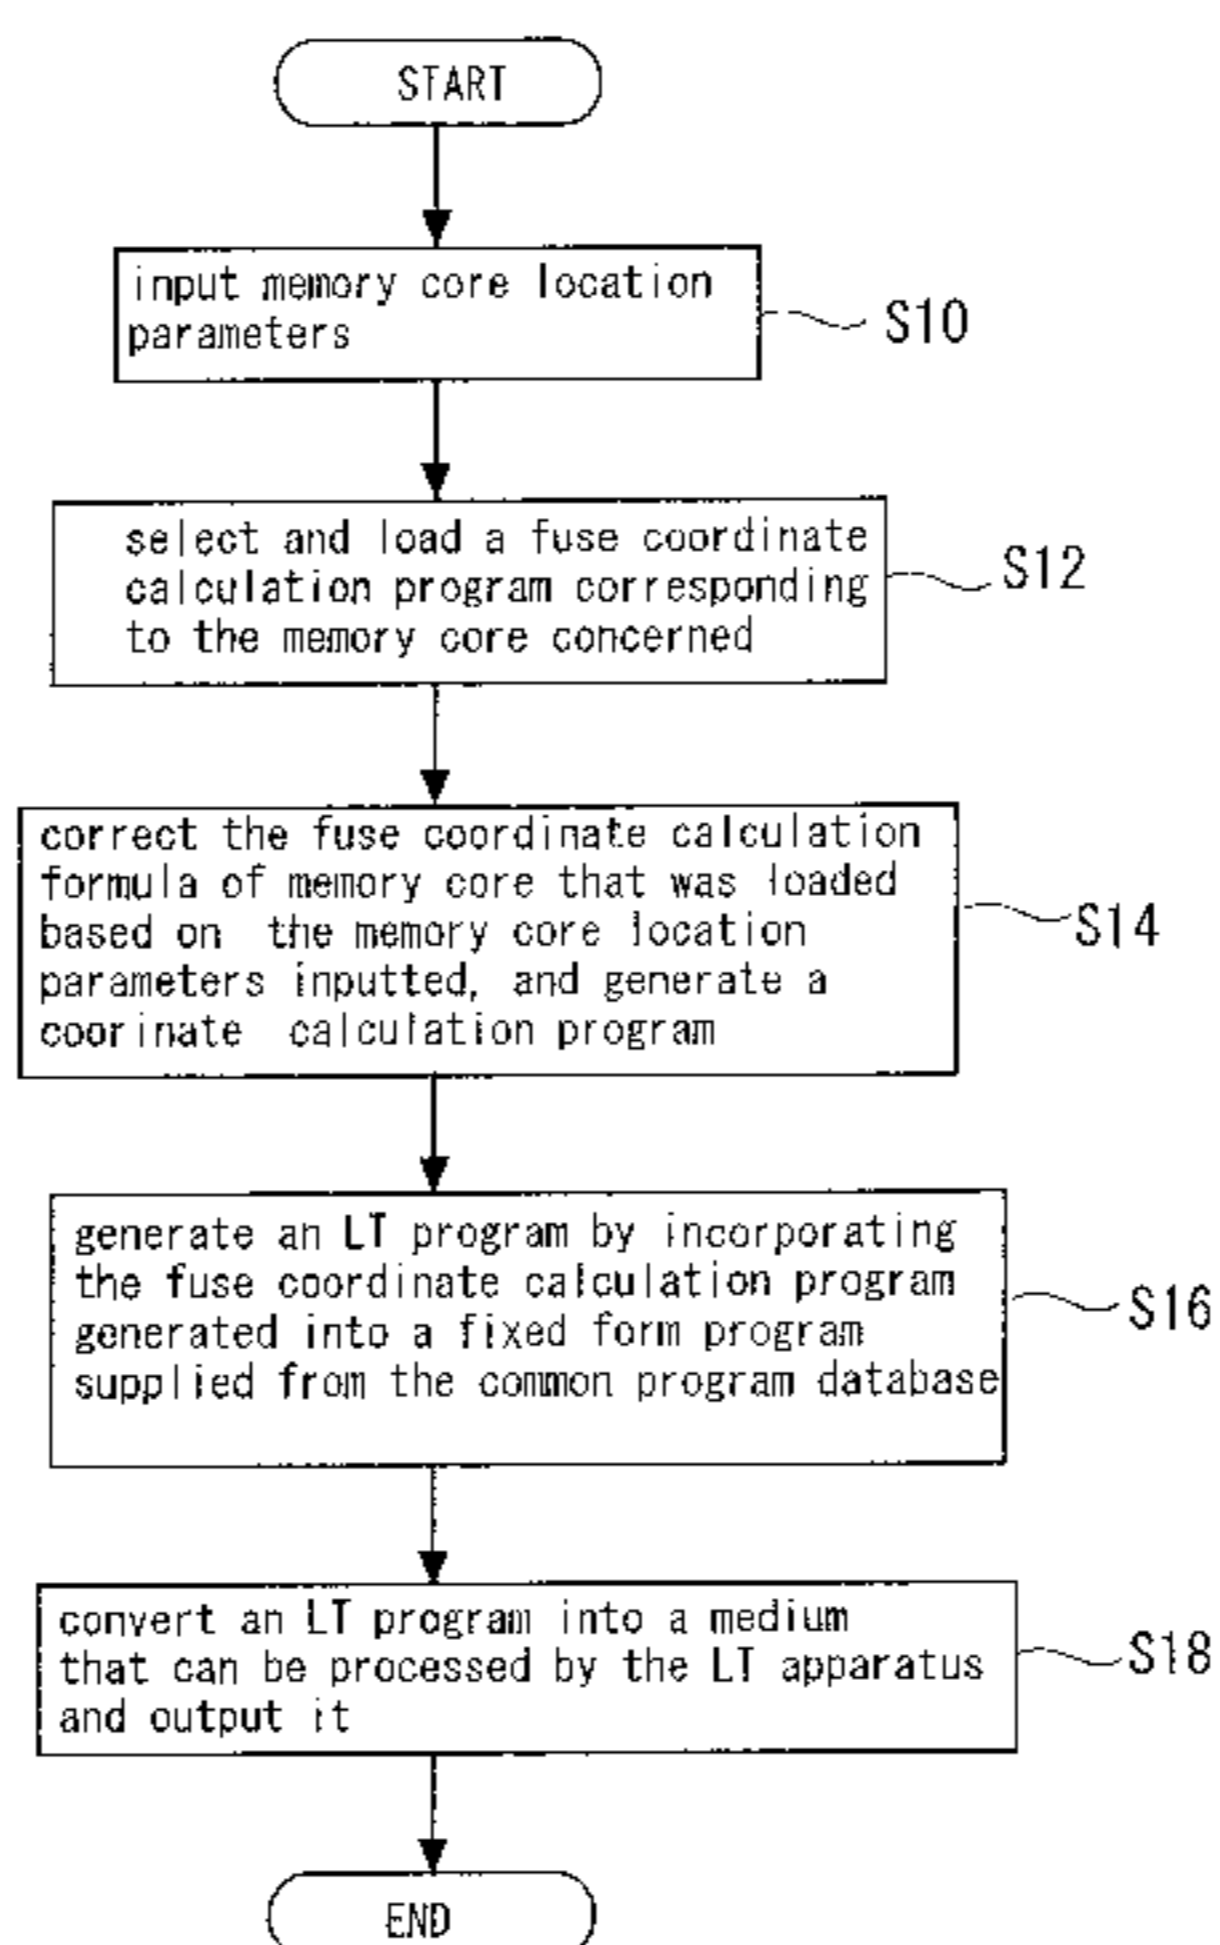 START
input memory core location
parameters
S10
select and load a fuse coordinate
calculation program corresponding
to the memory core concerned
S12
correct the fuse coordinate calculation
formula of memory core that was loaded
based on the memory core location
parameters inputted, and generate a
coorinate calculation program
S14
generate an LT program by incorporating
the fuse coordinate calculation program
generated into a fixed form program
supplied from the common program database
S16
convert an LT program into a medium
that can be processed by the LT apparatus
and output it
S18
END